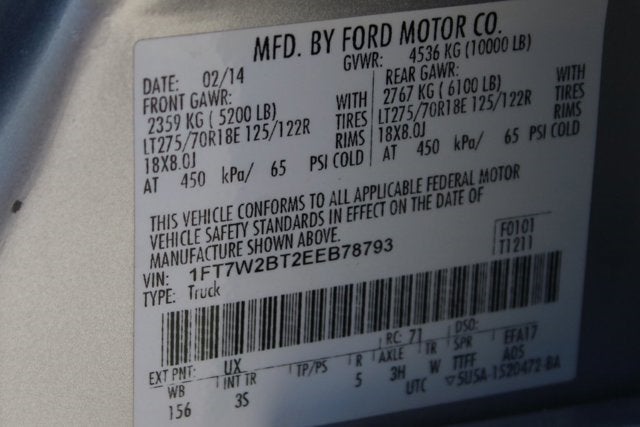 MFD. BY FORD MOTOR CO.
DATE: 02/14 GVWR: 4536 KG (10000 LB)
FRONT GAWR: REAR GAWR:
2359 KG ( 5200 LB) WITH 2767 KG ( 6100 LB) WITH
LT275/70R18E 125/122R TIRES LT275/70R18E 125/122R TIRES
18X8.0J RIMS 18X8.0J RIMS
AT 450 kPa/ 65 PSI COLD AT 450 kPa/ 65 PSI COLD
THIS VEHICLE CONFORMS TO ALL APPLICABLE FEDERAL MOTOR
VEHICLE SAFETY STANDARDS IN EFFECT ON THE DATE OF
MANUFACTURE SHOWN ABOVE.
VIN: 1FT7W2BT2EEB78793 F0101
TYPE: Truck T1211
EXT PNT: UX RC: 71 DSO:
WB INT TR TP/PS R AXLE TR SPR EFA17
156 3S 5 3H W TTFF A05
UTC ▽5U5A-1520472-BA